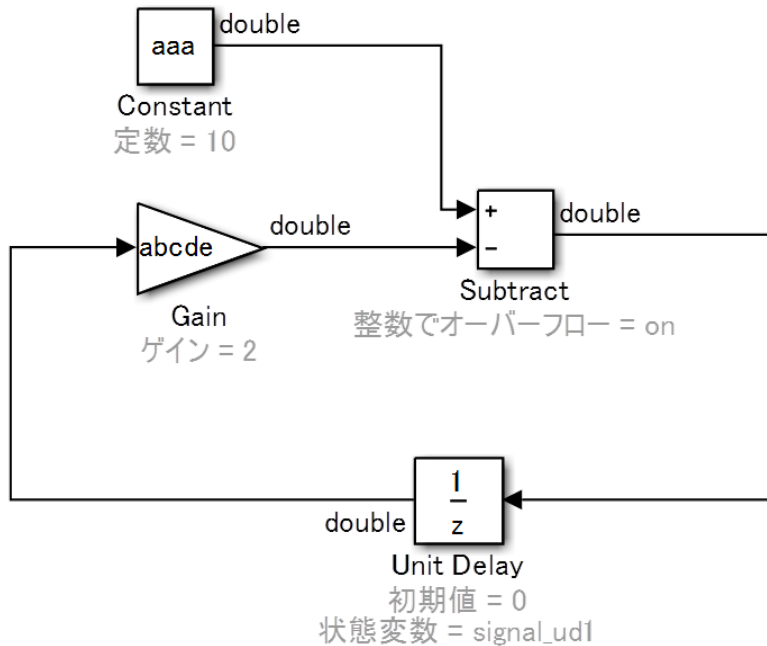 double
aaa
Constant
定数 = 10
double
+
double
abcde
−
Subtract
Gain
整数でオーバーフロー = on
ゲイン = 2
1
z
double
Unit Delay
初期値 = 0
状態変数 = signal_ud1